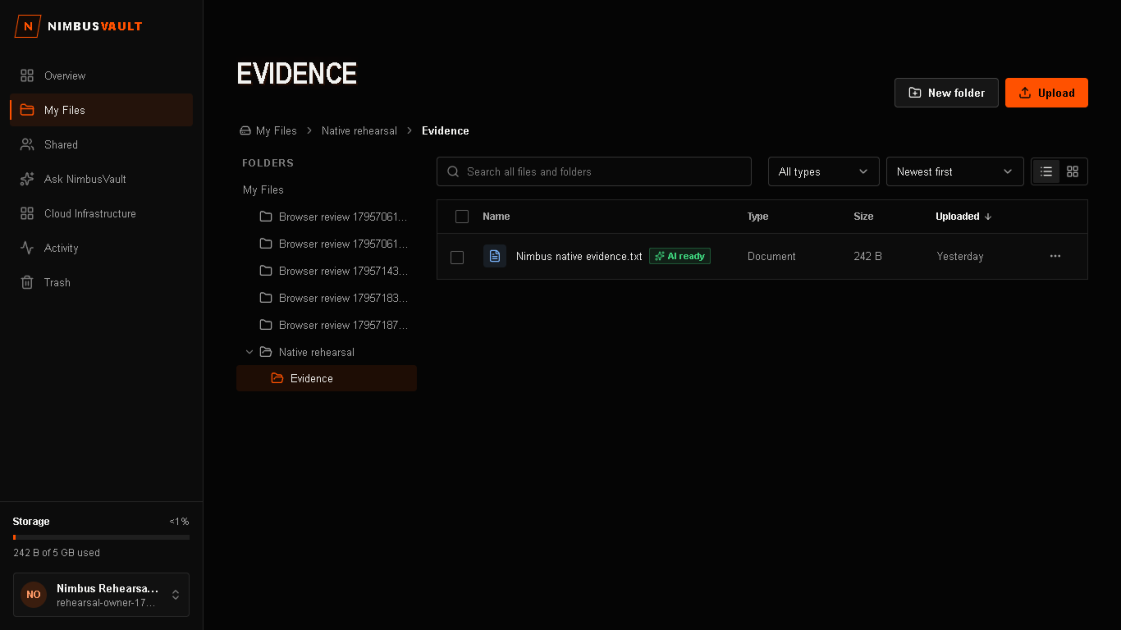 N NIMBUSVAULT
Overview
My Files
Shared
Ask NimbusVault
Cloud Infrastructure
Activity
Trash
Storage <1%
242 B of 5 GB used
NO
Nimbus Rehearsa...
rehearsal-owner-17...
EVIDENCE
New folder
Upload
My Files > Native rehearsal > Evidence
FOLDERS
My Files
Browser review 17957061...
Browser review 17957061...
Browser review 17957143...
Browser review 17957183...
Browser review 17957187...
Native rehearsal
Evidence
Search all files and folders
All types
Newest first
Name Type Size Uploaded ↓
Nimbus native evidence.txt AI ready Document 242 B Yesterday ...